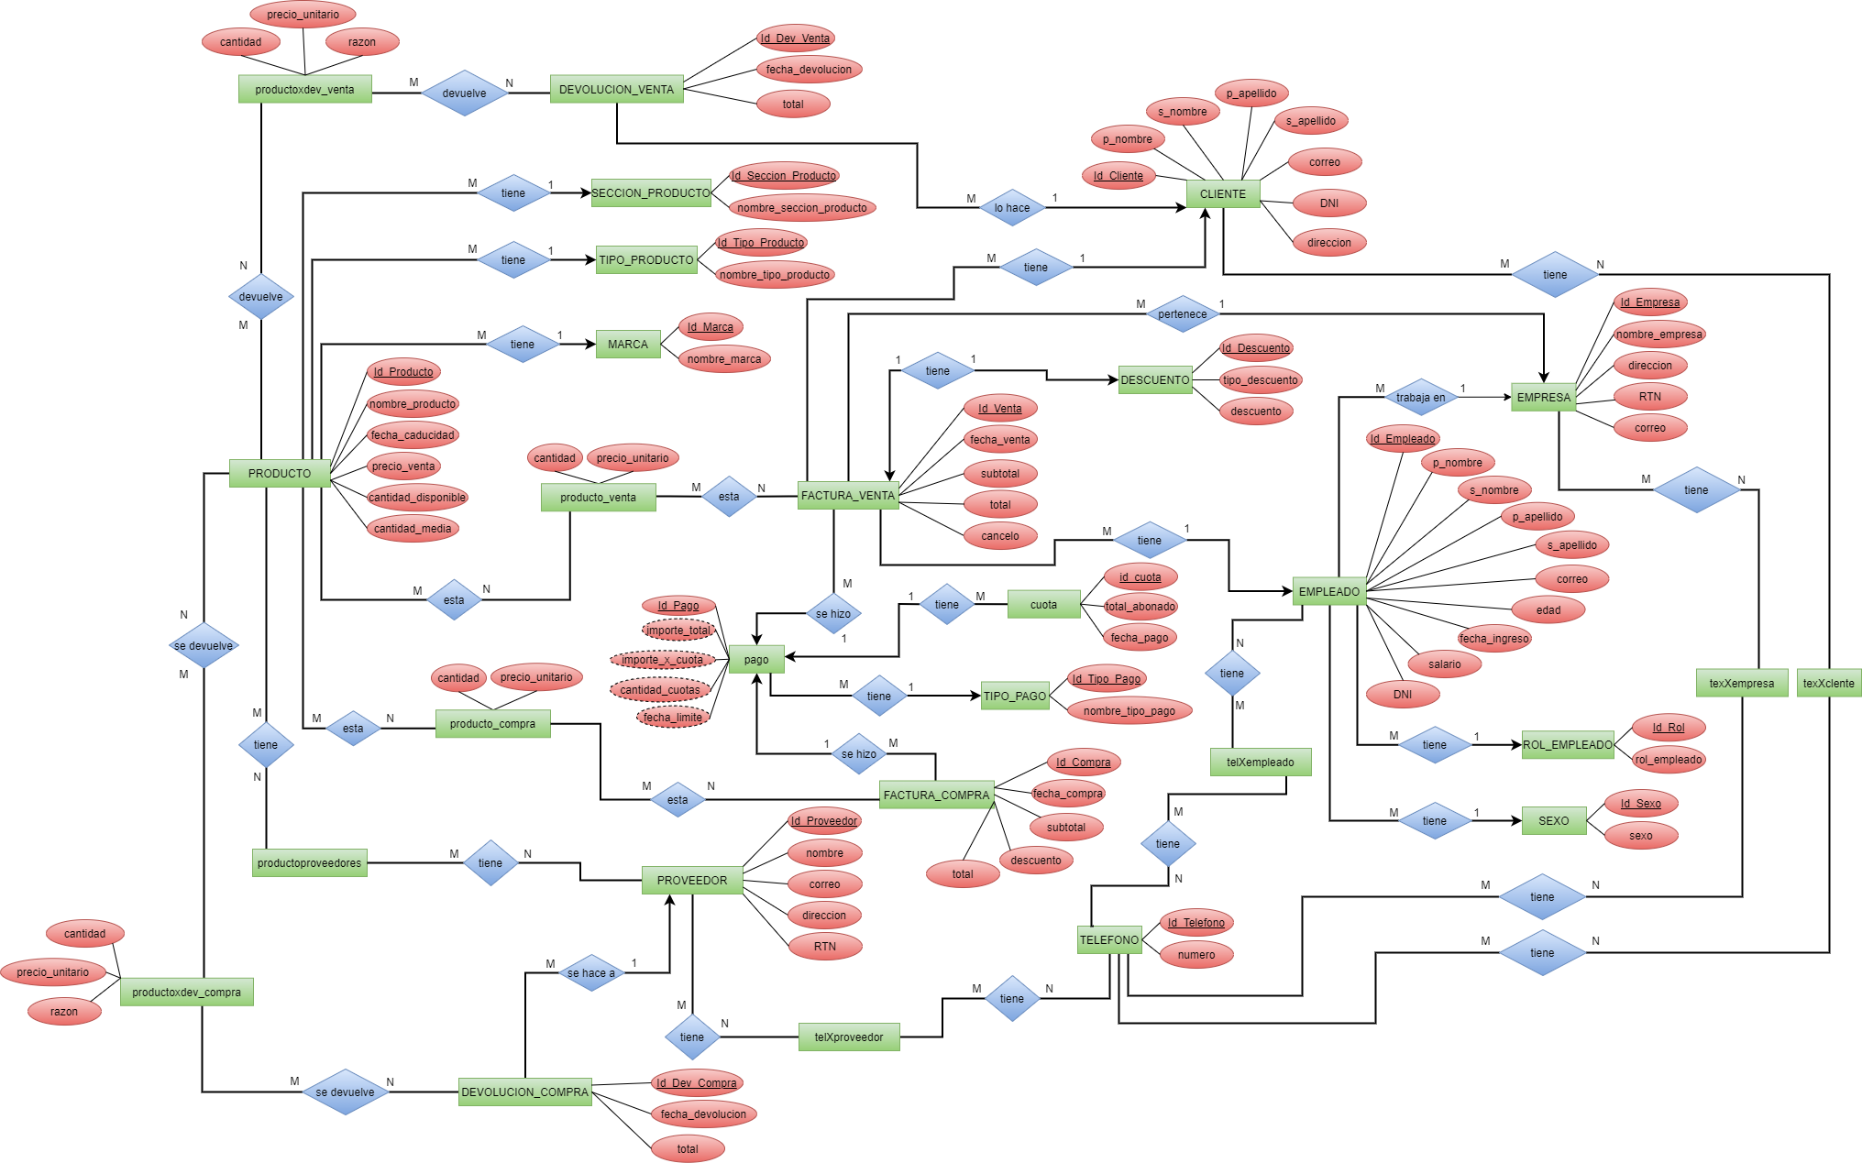 precio_unitario
cantidad
razon
productoxdev_venta
M
devuelve
N
DEVOLUCION_VENTA
Id_Dev_Venta
fecha_devolucion
total
p_apellido
s_nombre
s_apellido
p_nombre
correo
Id_Cliente
CLIENTE
DNI
direccion
M
lo hace
1
M
tiene
1
SECCION_PRODUCTO
Id_Seccion_Producto
nombre_seccion_producto
M
tiene
1
TIPO_PRODUCTO
Id_Tipo_Producto
nombre_tipo_producto
N
devuelve
M
M
tiene
1
M
tiene
N
M
pertenece
1
Id_Empresa
nombre_empresa
direccion
RTN
correo
EMPRESA
M
tiene
1
MARCA
Id_Marca
nombre_marca
1
tiene
1
DESCUENTO
Id_Descuento
tipo_descuento
descuento
M
trabaja en
1
Id_Producto
nombre_producto
fecha_caducidad
precio_venta
cantidad_disponible
cantidad_media
PRODUCTO
cantidad
precio_unitario
producto_venta
M
esta
N
FACTURA_VENTA
Id_Venta
fecha_venta
subtotal
total
cancelo
Id_Empleado
p_nombre
s_nombre
p_apellido
s_apellido
correo
edad
fecha_ingreso
salario
DNI
EMPLEADO
M
tiene
N
M
tiene
1
M
esta
N
M
se hizo
1
1
tiene
M
cuota
id_cuota
total_abonado
fecha_pago
Id_Pago
importe_total
importe_x_cuota
cantidad_cuotas
fecha_limite
pago
N
se devuelve
M
M
tiene
1
TIPO_PAGO
Id_Tipo_Pago
nombre_tipo_pago
N
tiene
M
texXempresa
texXclente
cantidad
precio_unitario
producto_compra
M
esta
N
M
tiene
N
1
se hizo
M
telXempleado
M
tiene
1
ROL_EMPLEADO
Id_Rol
rol_empleado
M
esta
N
FACTURA_COMPRA
Id_Compra
fecha_compra
subtotal
descuento
total
M
tiene
1
SEXO
Id_Sexo
sexo
M
tiene
N
productoproveedores
M
tiene
N
PROVEEDOR
Id_Proveedor
nombre
correo
direccion
RTN
M
tiene
N
TELEFONO
Id_Telefono
numero
M
tiene
N
cantidad
precio_unitario
razon
productoxdev_compra
M
se hace a
1
M
tiene
N
telXproveedor
M
tiene
N
M
se devuelve
N
DEVOLUCION_COMPRA
Id_Dev_Compra
fecha_devolucion
total